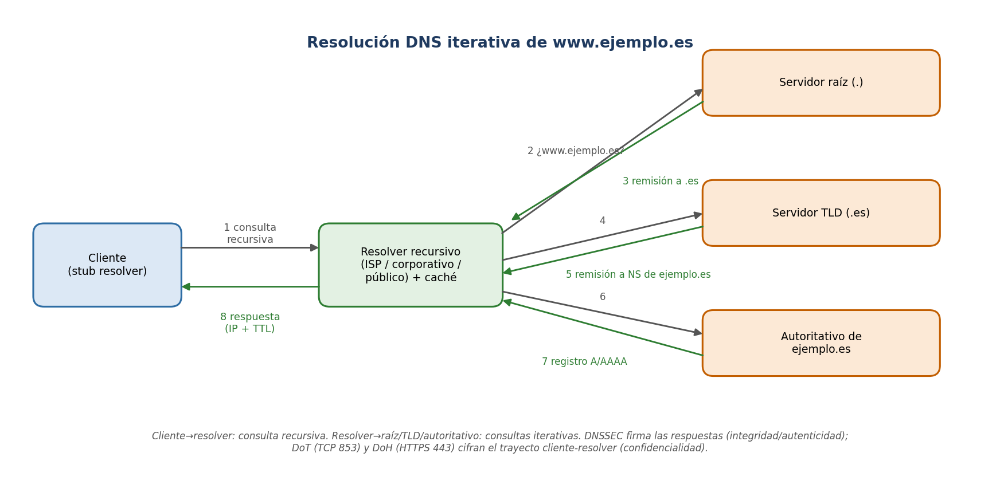 Resolución DNS iterativa de www.ejemplo.es
Servidor raíz (.)
2 ¿www.ejemplo.es?
3 remisión a .es
Servidor TLD (.es)
4
1 consulta
recursiva
Cliente
(stub resolver)
Resolver recursivo
(ISP / corporativo /
público) + caché
5 remisión a NS de ejemplo.es
6
8 respuesta
(IP + TTL)
Autoritativo de
ejemplo.es
7 registro A/AAAA
Cliente→resolver: consulta recursiva. Resolver→raíz/TLD/autoritativo: consultas iterativas. DNSSEC firma las respuestas (integridad/autenticidad);
DoT (TCP 853) y DoH (HTTPS 443) cifran el trayecto cliente-resolver (confidencialidad).